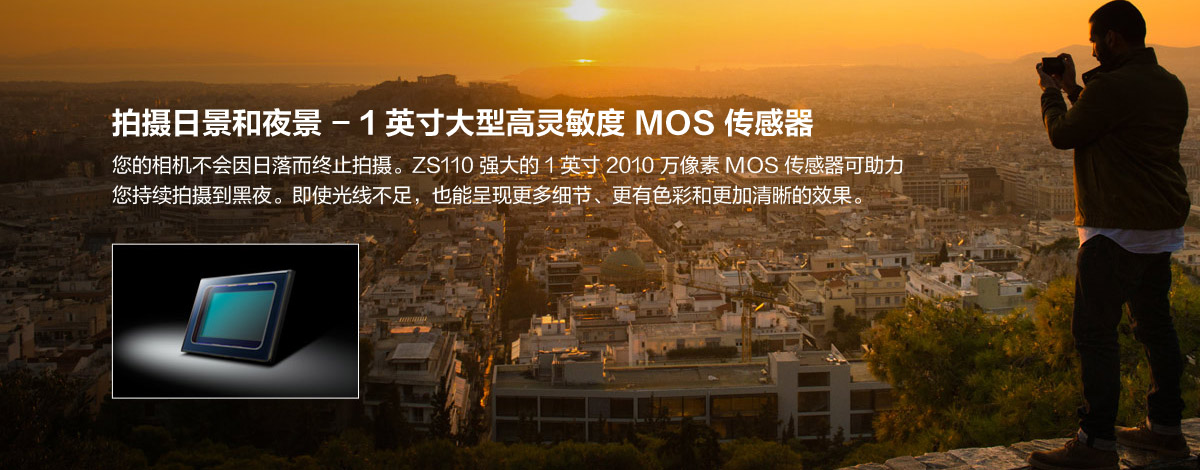 拍摄日景和夜景 – 1 英寸大型高灵敏度 MOS 传感器
您的相机不会因日落而终止拍摄。ZS110 强大的 1 英寸 2010 万像素 MOS 传感器可助力
您持续拍摄到黑夜。即使光线不足，也能呈现更多细节、更有色彩和更加清晰的效果。